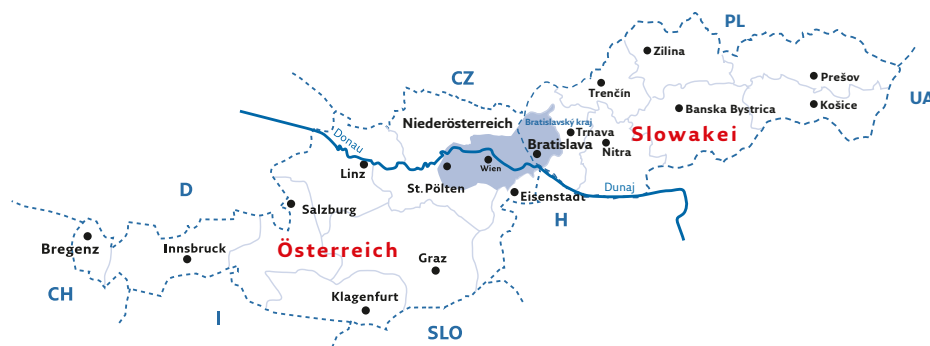 PL
Zilina
CZ
Prešov
Trenčín
UA
Košice
Banska Bystrica
Niederösterreich
Bratislavský kraj
Trnava
Slowakei
Donau
Bratislava
Nitra
Wien
Linz
St. Pölten
D
Eisenstadt
Dunaj
Salzburg
H
Bregenz
Innsbruck
Österreich
Graz
CH
Klagenfurt
I
SLO